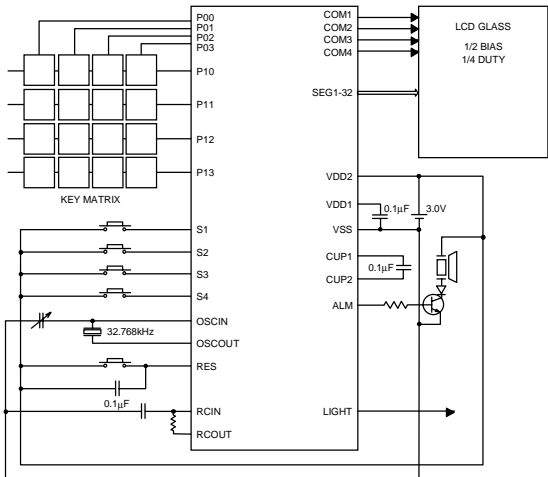 P00
P01
P02
P03
P10
P11
P12
P13
KEY MATRIX
S1
S2
S3
S4
OSCIN
32.768kHz
OSCOUT
RES
0.1µF
RCIN
RCOUT
COM1
COM2
COM3
COM4
SEG1-32
LCD GLASS
1/2 BIAS
1/4 DUTY
VDD2
VDD1
0.1µF
3.0V
VSS
CUP1
0.1µF
CUP2
ALM
LIGHT